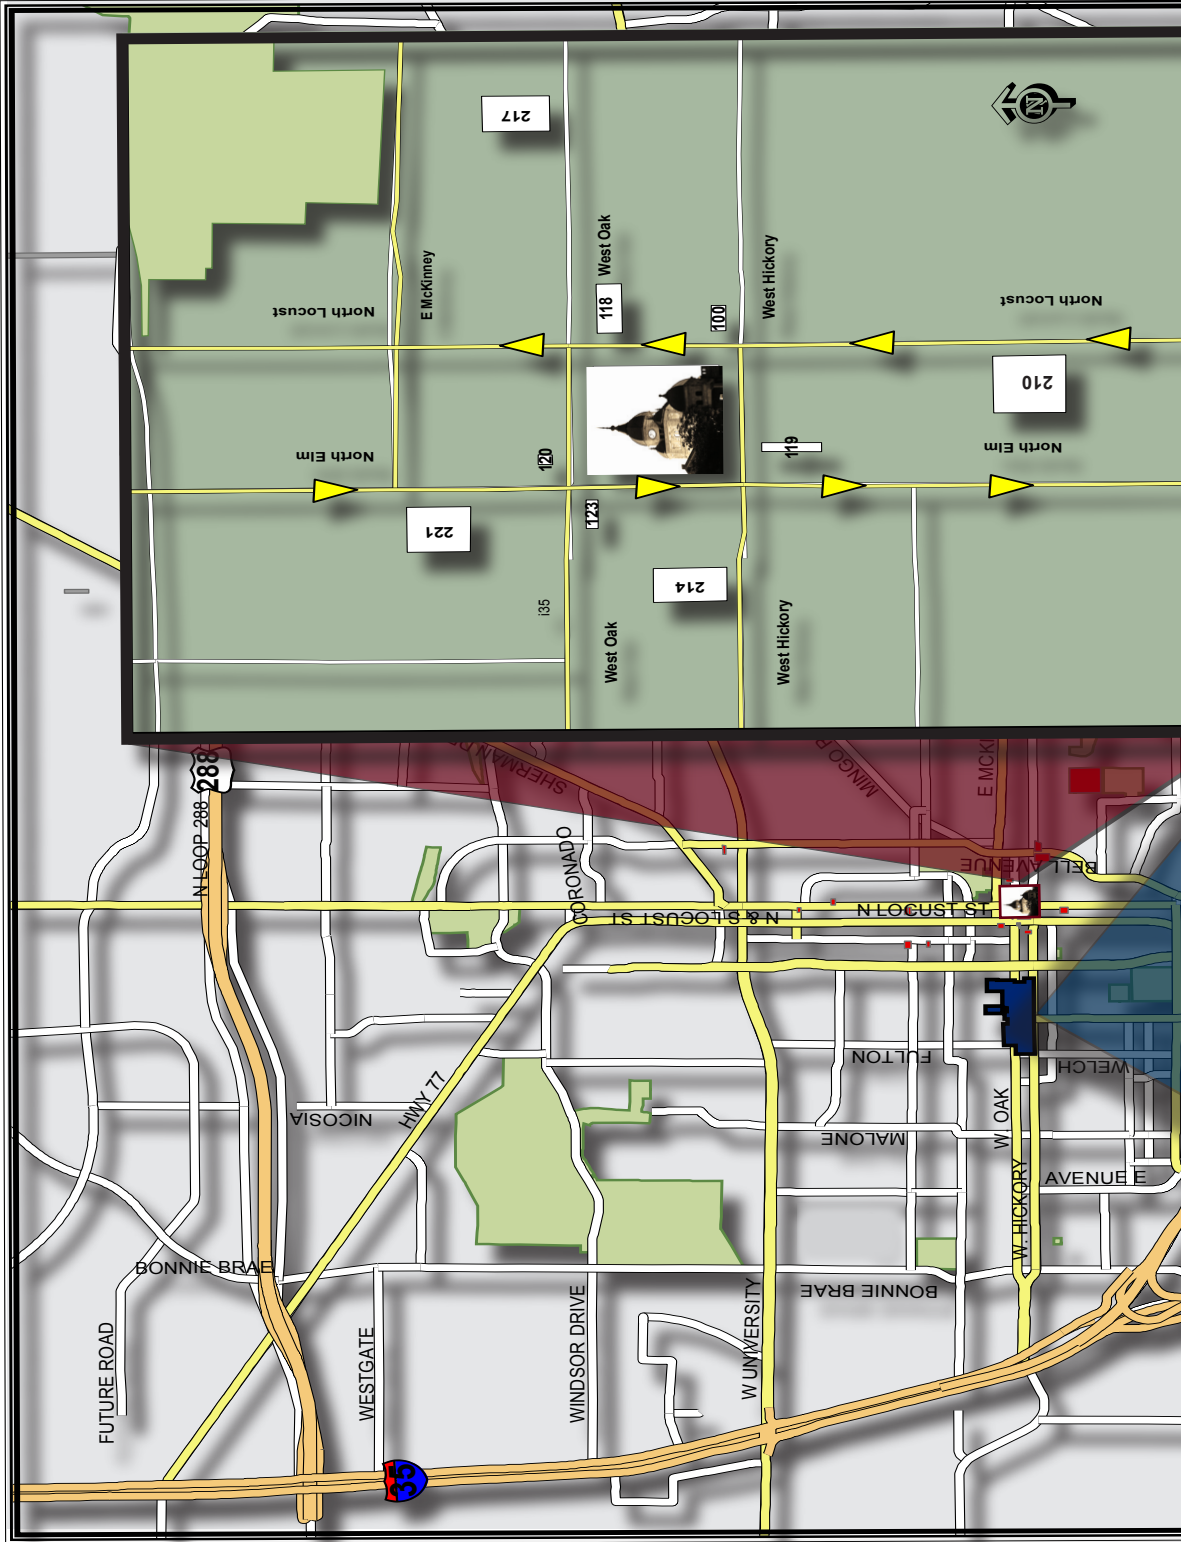 N
217
West Oak
E McKinney
West Hickory
North Locust
North Locust
118
100
210
North Elm
North Elm
120
119
123
221
214
i35
West Oak
West Hickory
288
N LOOP 288
SHERMAN DR
MINGO R
E MCKI
CORONADO
BELL AVENUE
N & S LOCUST ST
N LOCUST ST
FULTON
WELCH
NICOSIA
HWY 77
MALONE
W. OAK
W. HICKORY
AVENUE E
BONNIE BRAE
BONNIE BRAE
FUTURE ROAD
WESTGATE
WINDSOR DRIVE
W UNIVERSITY
35